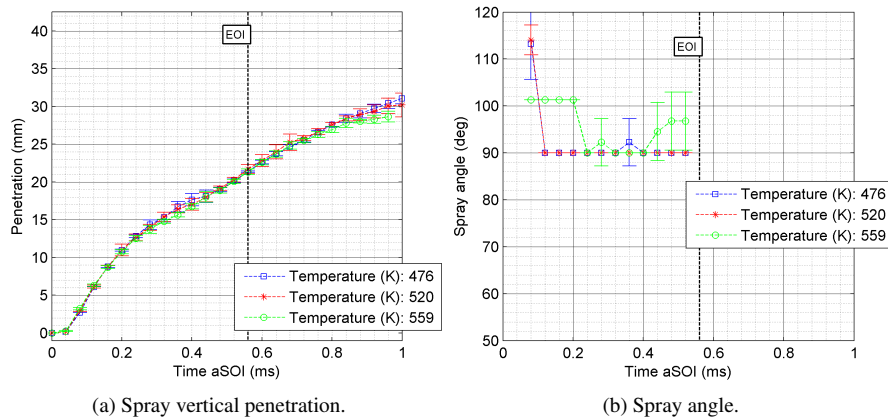 40
35
30
25
20
15
10
5
0
Penetration (mm)
EOI
Temperature (K): 476
Temperature (K): 520
Temperature (K): 559
0
0.2
0.4
0.6
0.8
1
Time aSOI (ms)
(a) Spray vertical penetration.
120
110
100
90
80
70
60
50
Spray angle (deg)
EOI
Temperature (K): 476
Temperature (K): 520
Temperature (K): 559
0
0.2
0.4
0.6
0.8
1
Time aSOI (ms)
(b) Spray angle.